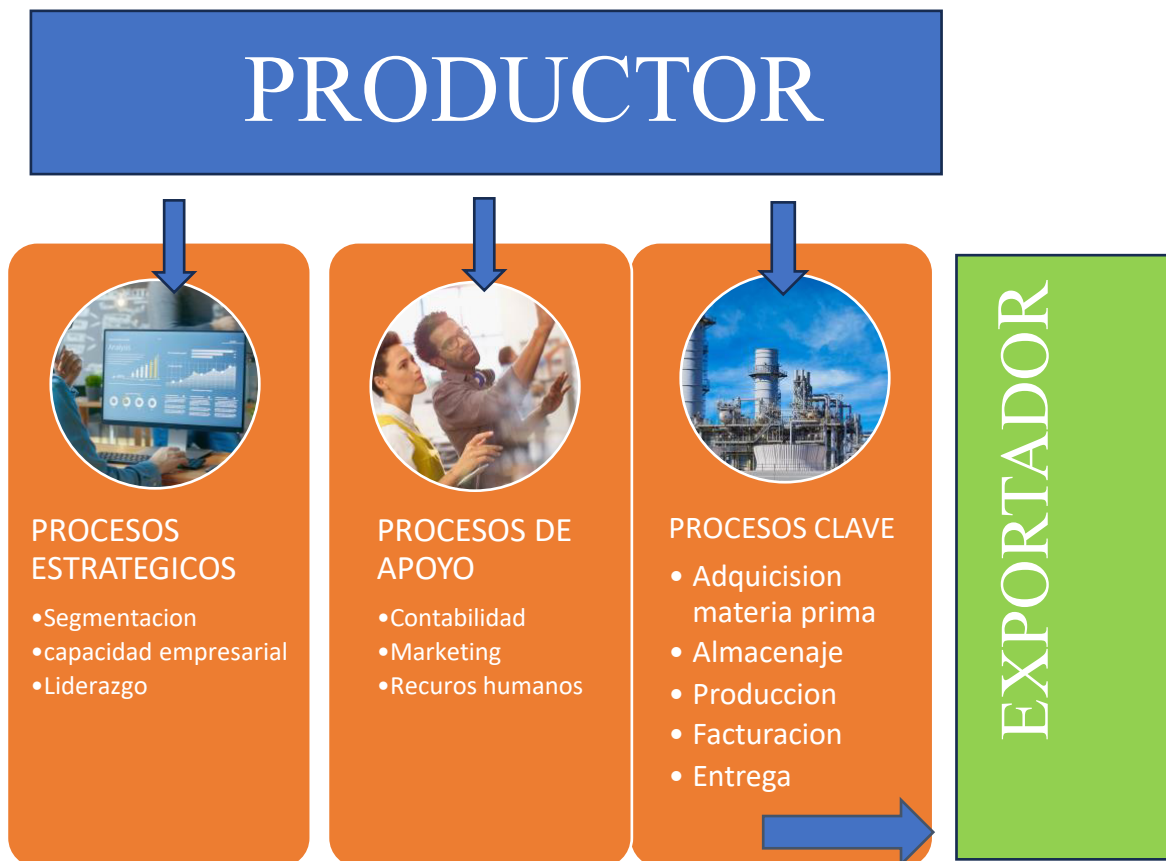 PRODUCTOR
PROCESOS
ESTRATEGICOS
•Segmentacion
•capacidad empresarial
•Liderazgo
PROCESOS DE
APOYO
•Contabilidad
•Marketing
•Recuros humanos
PROCESOS CLAVE
• Adquicision
materia prima
• Almacenaje
• Produccion
• Facturacion
• Entrega
EXPORTADOR